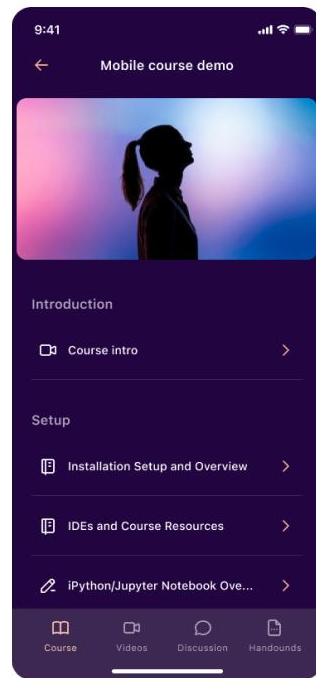 9:41
Mobile course demo
Introduction
Course intro
Setup
Installation Setup and Overview
IDEs and Course Resources
iPython/Jupyter Notebook Ove...
Course Videos Discussion Handounds